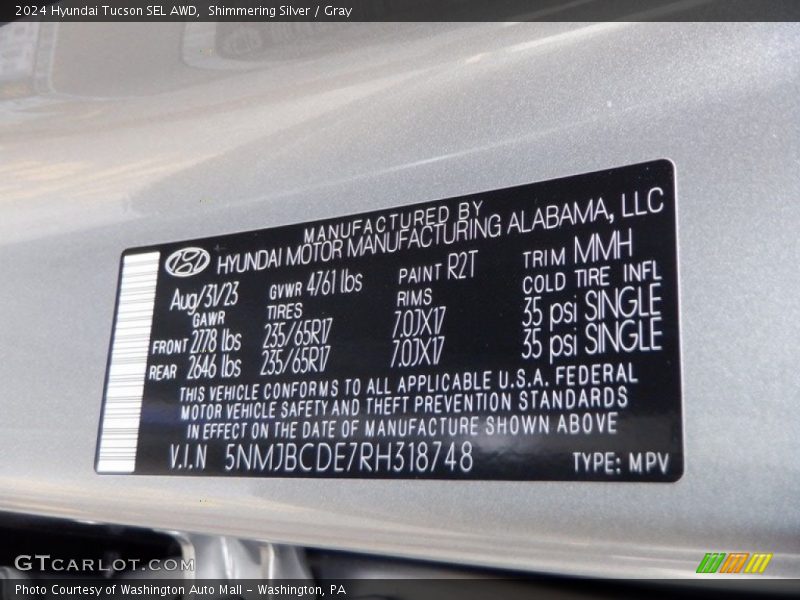 2024 Hyundai Tucson SEL AWD,  Shimmering Silver / Gray
MANUFACTURED BY
HYUNDAI MOTOR MANUFACTURING ALABAMA, LLC
Aug/31/23 GVWR 4761 lbs PAINT R2T TRIM MMH
GAWR TIRES RIMS COLD TIRE INFL
FRONT 2778 lbs 235/65R17 7.0JX17 35 psi SINGLE
REAR 2646 lbs 235/65R17 7.0JX17 35 psi SINGLE
THIS VEHICLE CONFORMS TO ALL APPLICABLE U.S.A. FEDERAL
MOTOR VEHICLE SAFETY AND THEFT PREVENTION STANDARDS
IN EFFECT ON THE DATE OF MANUFACTURE SHOWN ABOVE
V.I.N 5NMJBCDE7RH318748 TYPE: MPV
GTCARLOT.COM
Photo Courtesy of Washington Auto Mall - Washington, PA